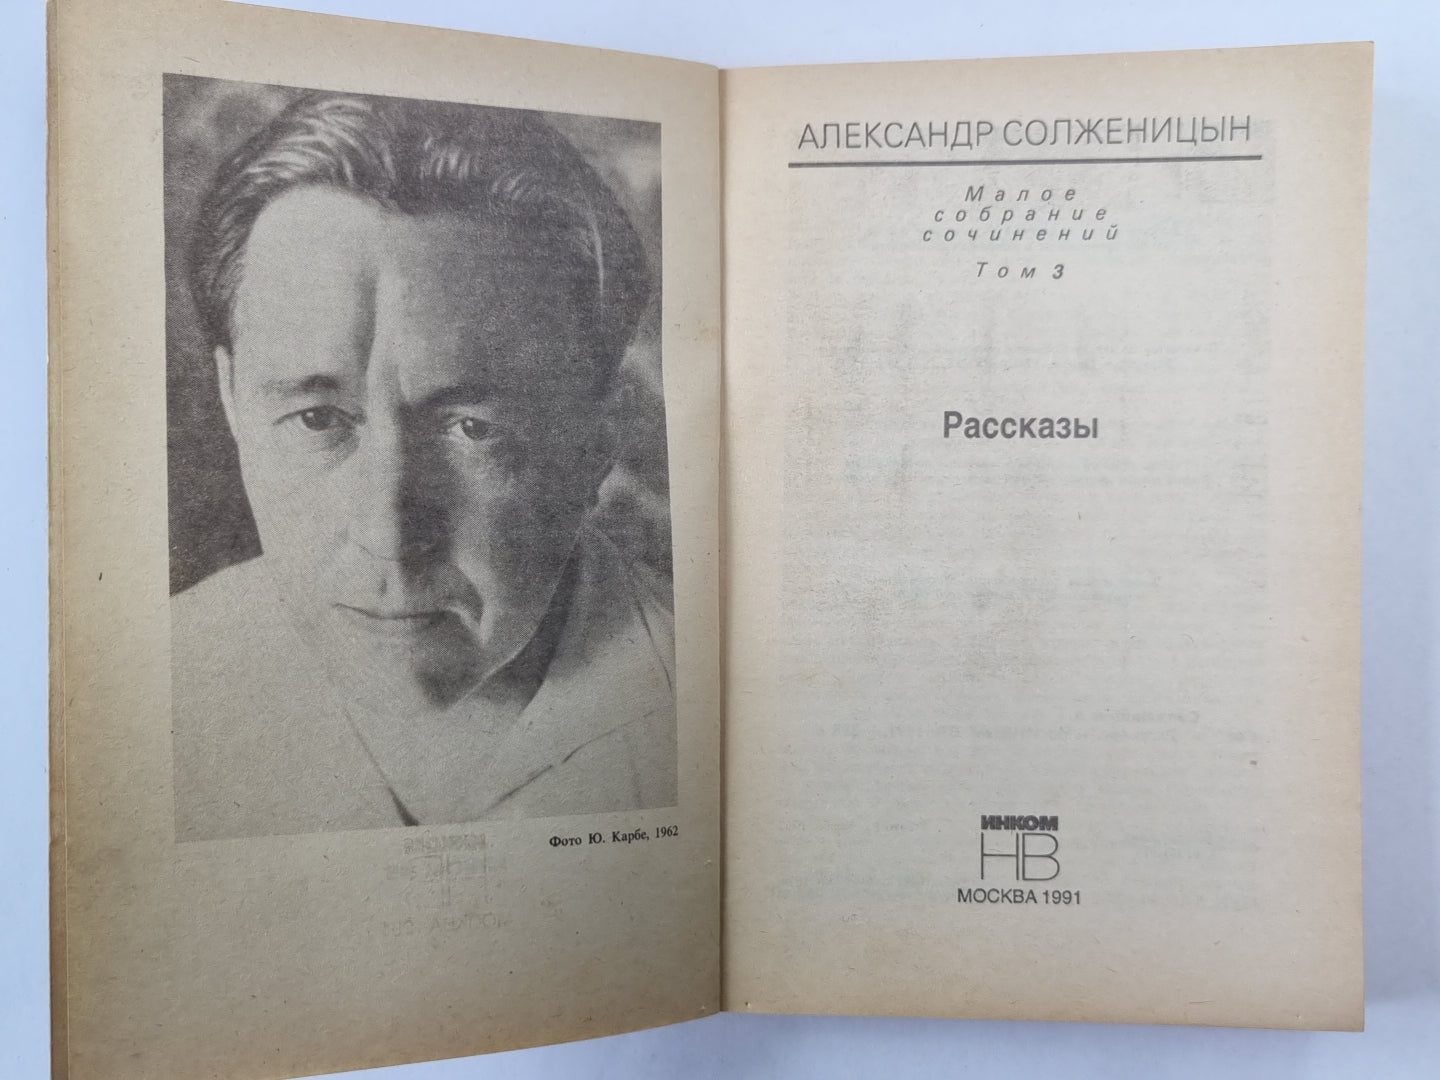 Фото Ю. Карбе, 1962
АЛЕКСАНДР СОЛЖЕНИЦЫН
Малое
собрание
сочинений
Том 3
Рассказы
ИНКОМ
НВ
МОСКВА 1991